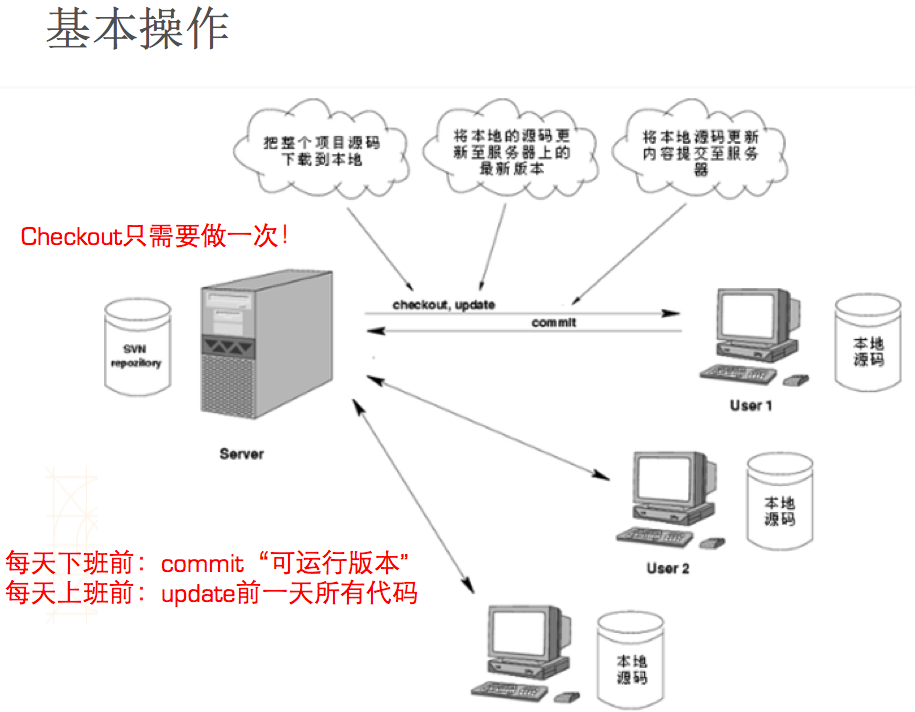 基本操作
把整个项目源码
下载到本地
将本地的源码更
新至服务器上的
最新版本
将本地源码更新
内容提交至服务
器
Checkout只需要做一次!
checkout, update
commit
SVN
repozitory
本地
源码
User 1
Server
本地
源码
User 2
每天下班前：commit“可运行版本”
每天上班前：update前一天所有代码
本地
源码